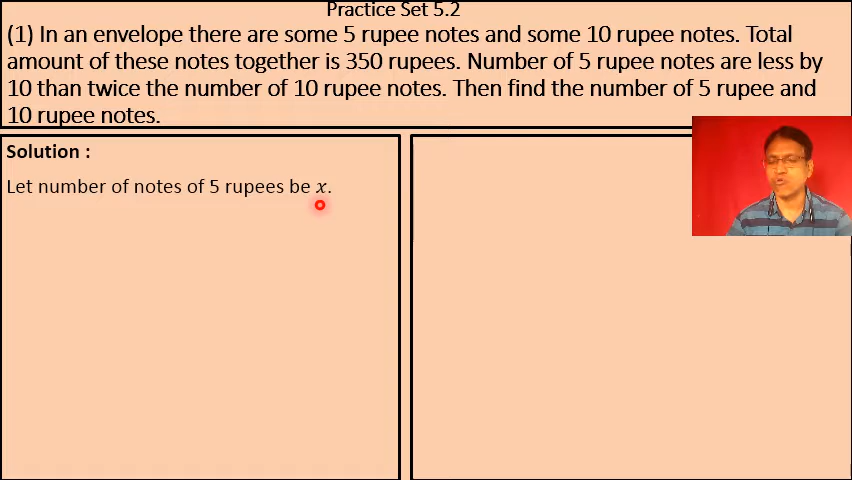 Practice Set 5.2
(1) In an envelope there are some 5 rupee notes and some 10 rupee notes. Total
amount of these notes together is 350 rupees. Number of 5 rupee notes are less by
10 than twice the number of 10 rupee notes. Then find the number of 5 rupee and
10 rupee notes.
Solution :
Let number of notes of 5 rupees be x.